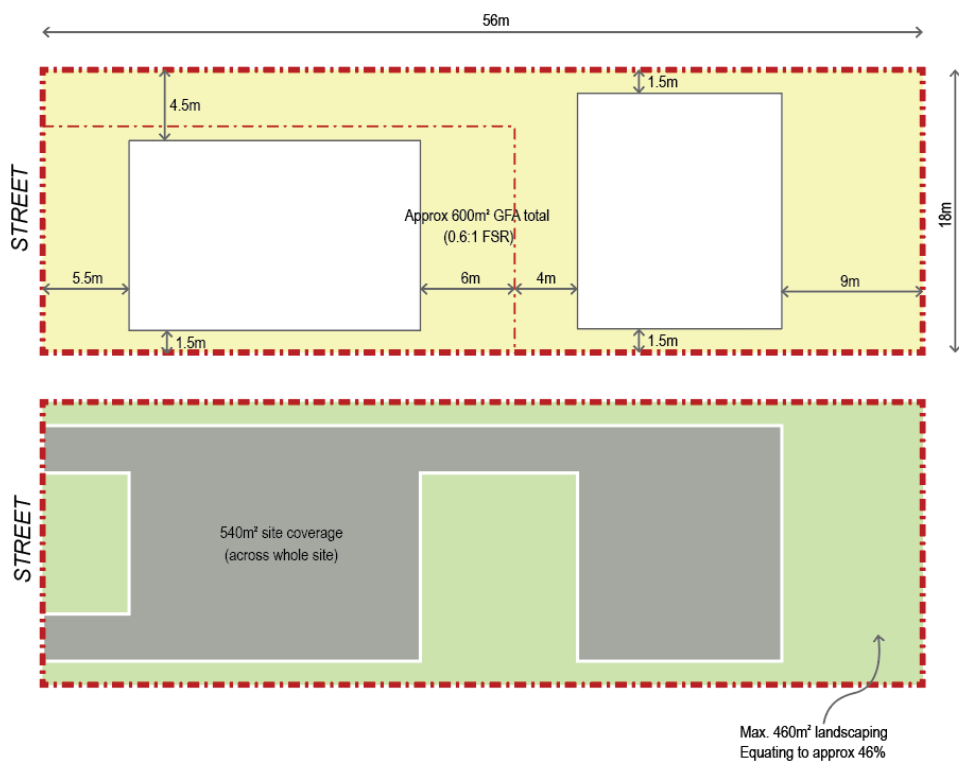 56m
1.5m
4.5m
STREET
18m
Approx 600m² GFA total
(0.6:1 FSR)
5.5m
6m
4m
9m
1.5m
1.5m
STREET
540m² site coverage
(across whole site)
Max. 460m² landscaping
Equating to approx 46%